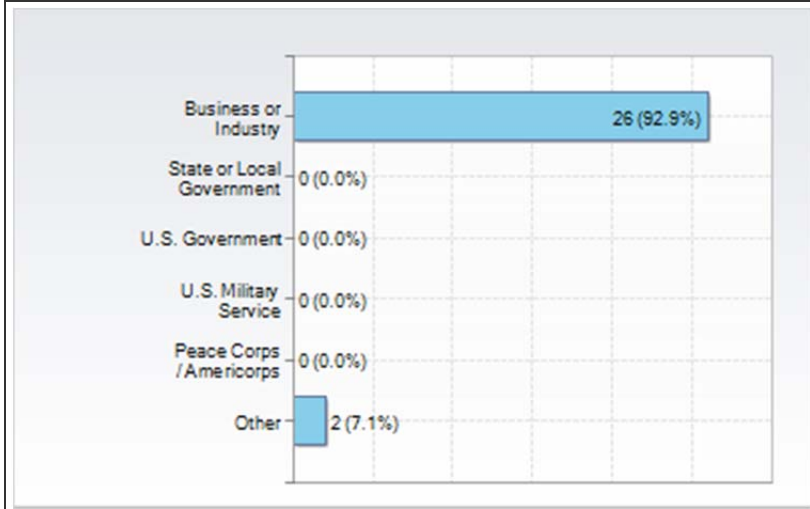 Business or
Industry
26 (92.9%)
State or Local
Government
0 (0.0%)
U.S. Government
0 (0.0%)
U.S. Military
Service
0 (0.0%)
Peace Corps
/Americorps
0 (0.0%)
Other
2 (7.1%)